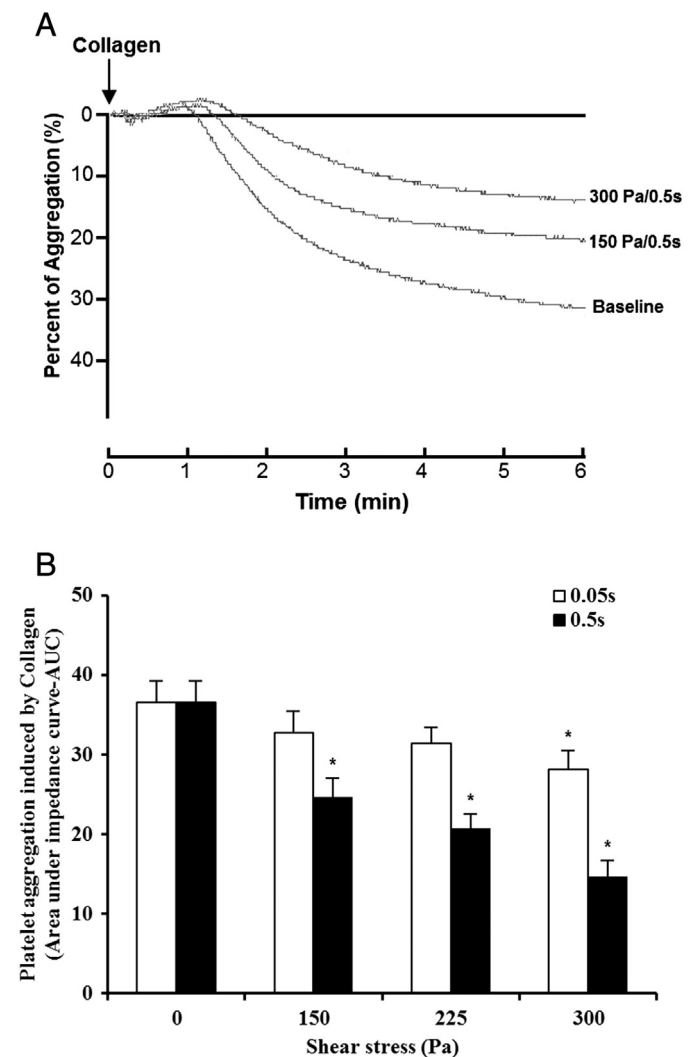 A
Collagen
0
10
20
30
40
Percent of Aggregation (%)
300 Pa/0.5s
150 Pa/0.5s
Baseline
0 1 2 3 4 5 6
Time (min)
B
50
40
30
20
10
0
Platelet aggregation induced by Collagen
(Area under impedance curve-AUC)
0.05s
0.5s
*
*
*
*
0 150 225 300
Shear stress (Pa)